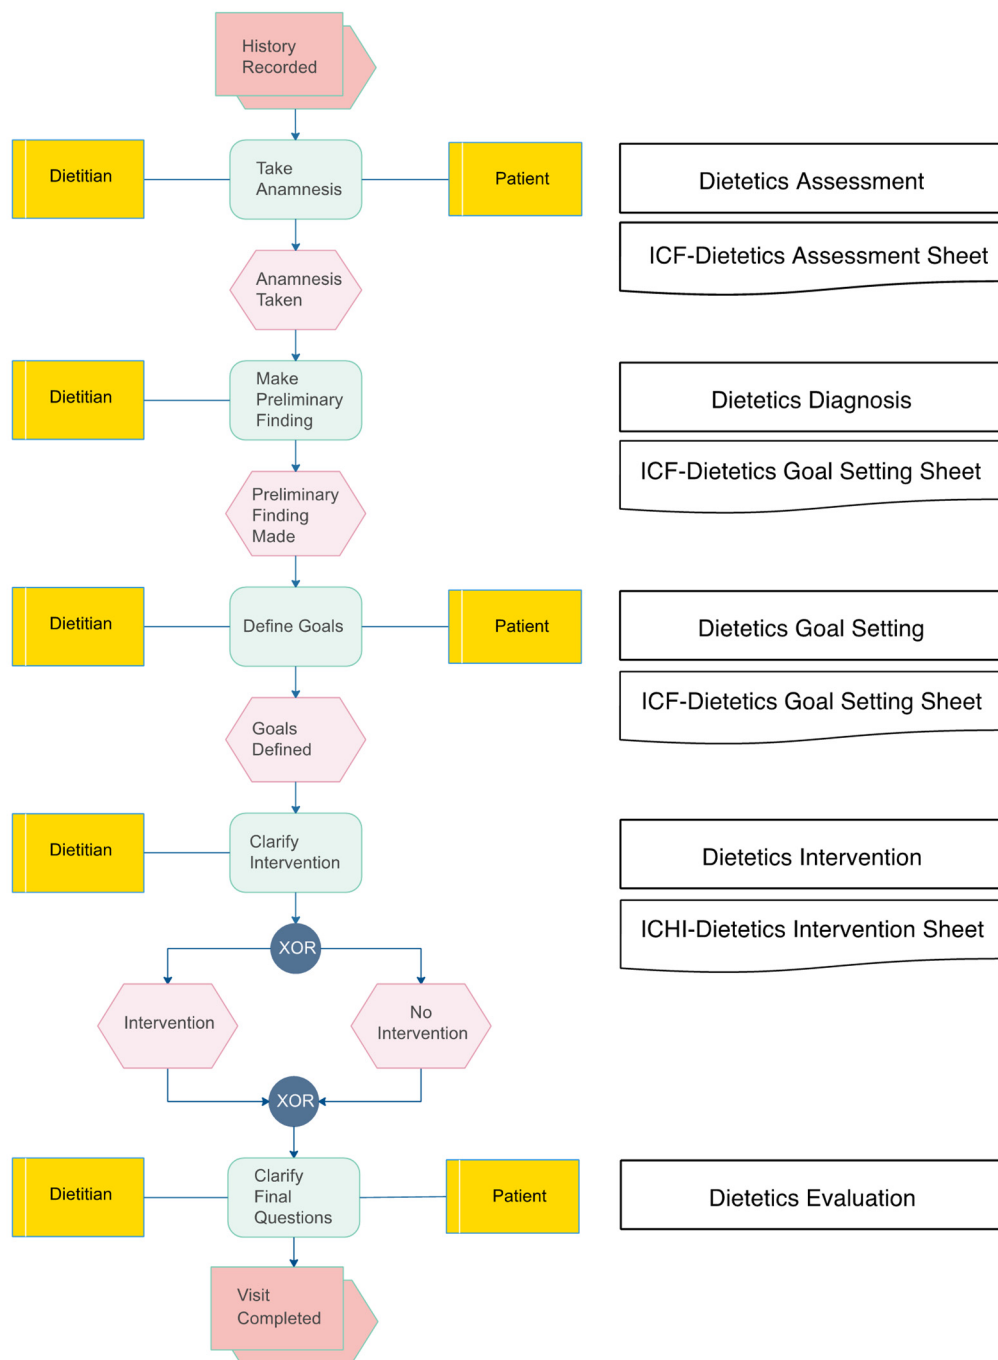 History
Recorded
Dietitian
Take
Anamnesis
Patient
Dietetics Assessment
ICF-Dietetics Assessment Sheet
Anamnesis
Taken
Dietitian
Make
Preliminary
Finding
Dietetics Diagnosis
ICF-Dietetics Goal Setting Sheet
Preliminary
Finding
Made
Dietitian
Define Goals
Patient
Dietetics Goal Setting
ICF-Dietetics Goal Setting Sheet
Goals
Defined
Dietitian
Clarify
Intervention
Dietetics Intervention
ICHI-Dietetics Intervention Sheet
XOR
Intervention
No
Intervention
XOR
Dietitian
Clarify
Final
Questions
Patient
Dietetics Evaluation
Visit
Completed